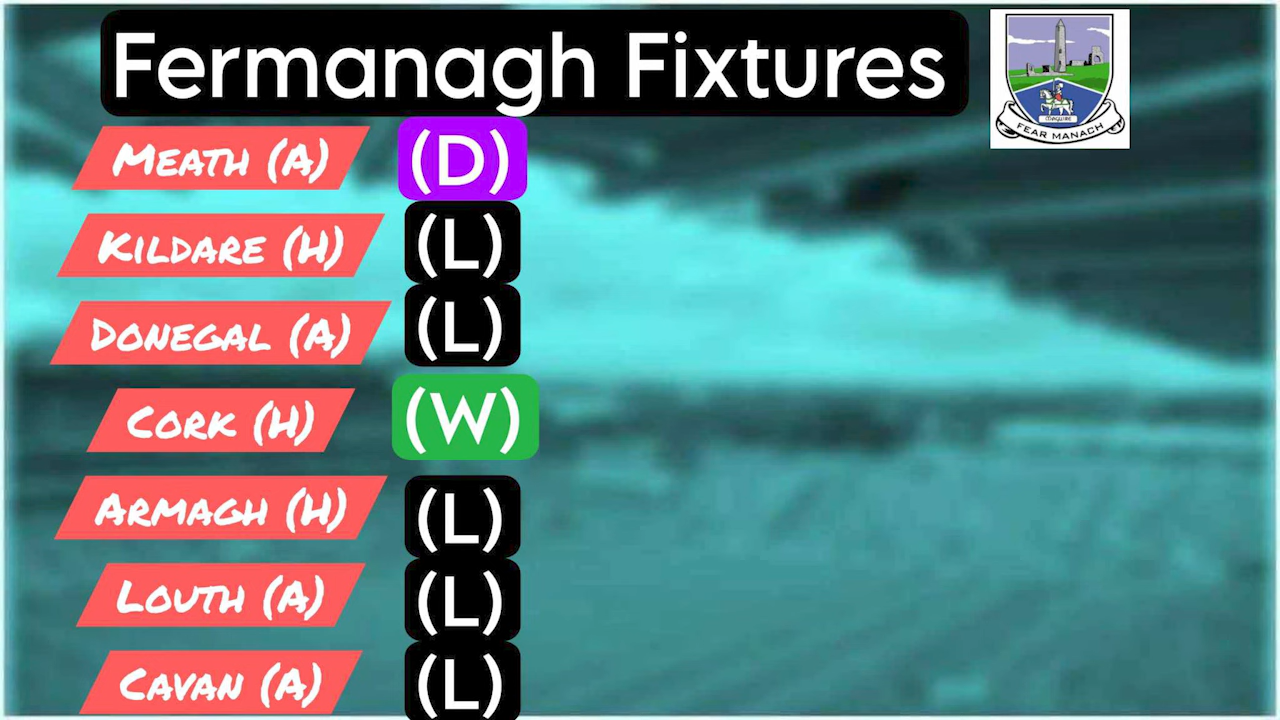 Fermanagh Fixtures
MAGUIRE
FEAR MANACH
MEATH (A) (D)
KILDARE (H) (L)
DONEGAL (A) (L)
CORK (H) (W)
ARMAGH (H) (L)
LOUTH (A) (L)
CAVAN (A) (L)